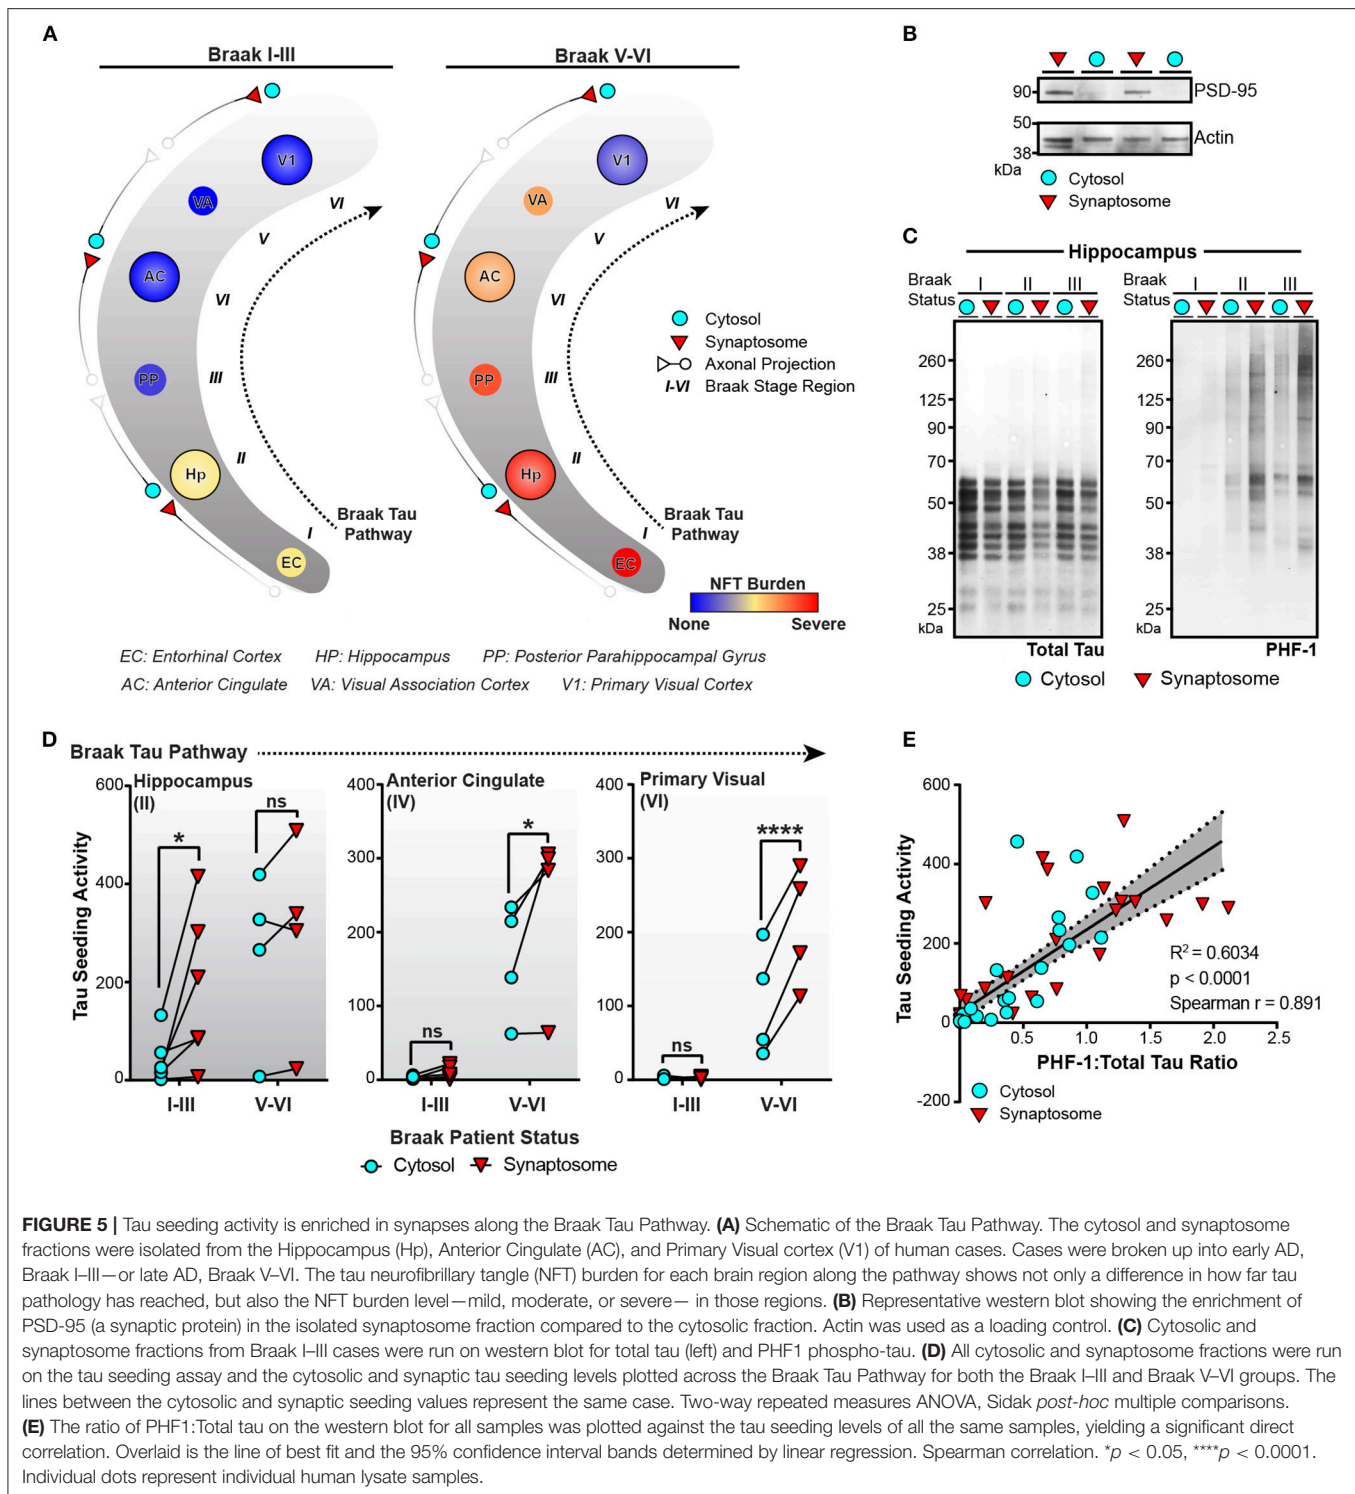 A
Braak I-III
Braak V-VI
V1
VA
AC
PP
Hp
EC
VI
V
VI
III
II
I
Braak Tau
Pathway
V1
VA
AC
PP
Hp
EC
VI
V
VI
III
II
I
Braak Tau
Pathway
Cytosol
Synaptosome
Axonal Projection
I-VI Braak Stage Region
NFT Burden
None Severe
EC: Entorhinal Cortex HP: Hippocampus PP: Posterior Parahippocampal Gyrus
AC: Anterior Cingulate VA: Visual Association Cortex V1: Primary Visual Cortex
B
90 PSD-95
50
Actin
38
kDa
Cytosol
Synaptosome
C
Hippocampus
Braak Status I II III
Braak Status I II III
260
125
90
70
50
38
25
kDa
Total Tau
260
125
90
70
50
38
25
kDa
PHF-1
Cytosol Synaptosome
D
Braak Tau Pathway
Tau Seeding Activity
Hippocampus
(II)
600
400
200
0
* ns
I-III V-VI
Anterior Cingulate
(IV)
400
300
200
100
0
ns *
I-III V-VI
Primary Visual
(VI)
400
300
200
100
0
ns ****
I-III V-VI
Braak Patient Status
Cytosol Synaptosome
E
Tau Seeding Activity
600
400
200
0
-200
0.5 1.0 1.5 2.0 2.5
R² = 0.6034
p < 0.0001
Spearman r = 0.891
PHF-1:Total Tau Ratio
Cytosol
Synaptosome
FIGURE 5 | Tau seeding activity is enriched in synapses along the Braak Tau Pathway. (A) Schematic of the Braak Tau Pathway. The cytosol and synaptosome
fractions were isolated from the Hippocampus (Hp), Anterior Cingulate (AC), and Primary Visual cortex (V1) of human cases. Cases were broken up into early AD,
Braak I–III—or late AD, Braak V–VI. The tau neurofibrillary tangle (NFT) burden for each brain region along the pathway shows not only a difference in how far tau
pathology has reached, but also the NFT burden level—mild, moderate, or severe— in those regions. (B) Representative western blot showing the enrichment of
PSD-95 (a synaptic protein) in the isolated synaptosome fraction compared to the cytosolic fraction. Actin was used as a loading control. (C) Cytosolic and
synaptosome fractions from Braak I–III cases were run on western blot for total tau (left) and PHF1 phospho-tau. (D) All cytosolic and synaptosome fractions were run
on the tau seeding assay and the cytosolic and synaptic tau seeding levels plotted across the Braak Tau Pathway for both the Braak I–III and Braak V–VI groups. The
lines between the cytosolic and synaptic seeding values represent the same case. Two-way repeated measures ANOVA, Sidak post-hoc multiple comparisons.
(E) The ratio of PHF1:Total tau on the western blot for all samples was plotted against the tau seeding levels of all the same samples, yielding a significant direct
correlation. Overlaid is the line of best fit and the 95% confidence interval bands determined by linear regression. Spearman correlation. *p < 0.05, ****p < 0.0001.
Individual dots represent individual human lysate samples.